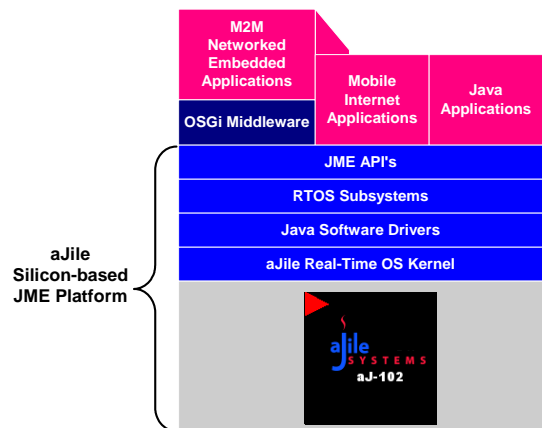 M2M
Networked
Embedded
Applications
Mobile
Internet
Applications
Java
Applications
OSGi Middleware
JME API's
RTOS Subsystems
Java Software Drivers
aJile Real-Time OS Kernel
aJile
Silicon-based
JME Platform
aJile
SYSTEMS
aJ-102